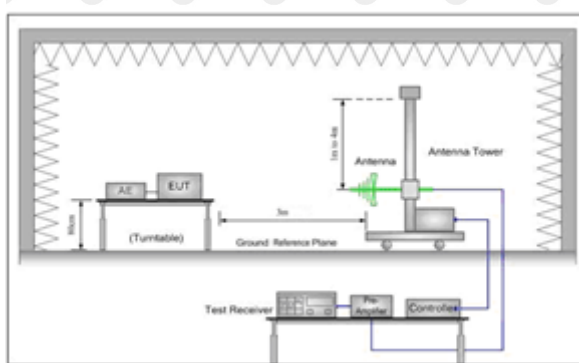 1m to 4m
Antenna
Antenna Tower
AE
EUT
80cm
3m
(Turntable)
Ground Reference Plane
Test Receiver
Pre-
Amplifier
Controller